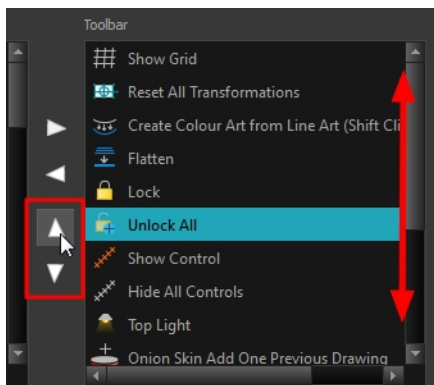 Toolbar
Show Grid
Reset All Transformations
Create Colour Art from Line Art (Shift Cli
Flatten
Lock
Unlock All
Show Control
Hide All Controls
Top Light
Onion Skin Add One Previous Drawing